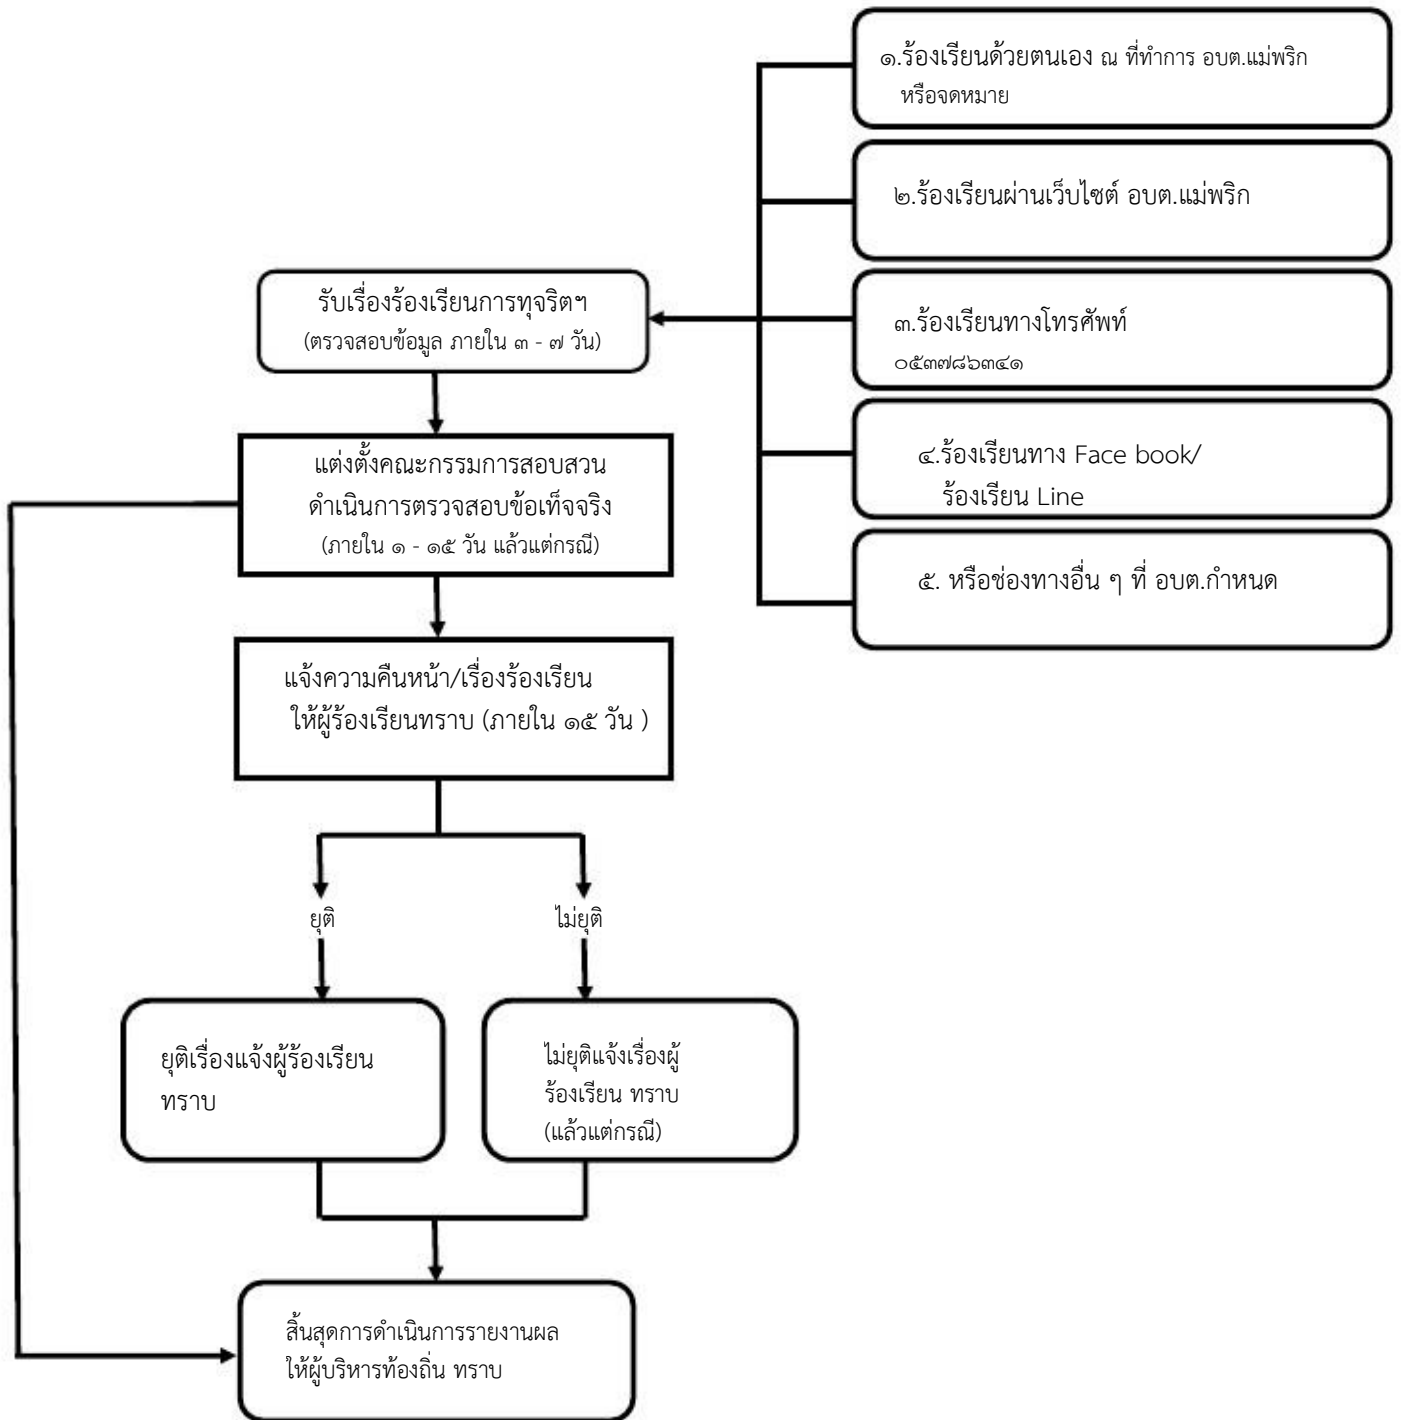 ๑.ร้องเรียนด้วยตนเอง ณ ที่ทำการ อบต.แม่พริก
หรือจดหมาย
๒.ร้องเรียนผ่านเว็บไซต์ อบต.แม่พริก
๓.ร้องเรียนทางโทรศัพท์
๐๕๓๗๘๖๓๔๑
๔.ร้องเรียนทาง Face book/
ร้องเรียน Line
๕. หรือช่องทางอื่น ๆ ที่ อบต.กำหนด
รับเรื่องร้องเรียนการทุจริตฯ
(ตรวจสอบข้อมูล ภายใน ๓ - ๗ วัน)
แต่งตั้งคณะกรรมการสอบสวน
ดำเนินการตรวจสอบข้อเท็จจริง
(ภายใน ๑ - ๑๕ วัน แล้วแต่กรณี)
แจ้งความคืนหน้า/เรื่องร้องเรียน
ให้ผู้ร้องเรียนทราบ (ภายใน ๑๕ วัน )
ยุติ
ไม่ยุติ
ยุติเรื่องแจ้งผู้ร้องเรียน
ทราบ
ไม่ยุติแจ้งเรื่องผู้
ร้องเรียน ทราบ
(แล้วแต่กรณี)
สิ้นสุดการดำเนินการรายงานผล
ให้ผู้บริหารท้องถิ่น ทราบ